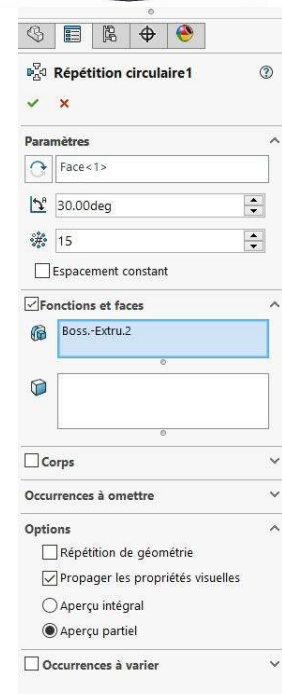 Répétition circulaire1
Paramètres
Face<1>
30.00deg
15
Espacement constant
Fonctions et faces
Boss.-Extru.2
Corps
Occurrences à omettre
Options
Répétition de géométrie
Propager les propriétés visuelles
Aperçu intégral
Aperçu partiel
Occurrences à varier